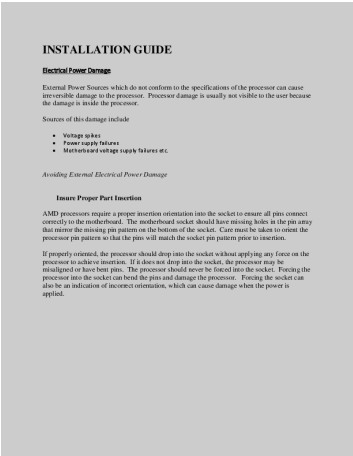 INSTALLATION GUIDE
Electrical Power Damage
External Power Sources which do not conform to the specifications of the processor can cause
irreversible damage to the processor. Processor damage is usually not visible to the user because
the damage is inside the processor.
Sources of this damage include
• Voltage spikes
• Power supply failures
• Motherboard voltage supply failures etc.
Avoiding External Electrical Power Damage
Insure Proper Part Insertion
AMD processors require a proper insertion orientation into the socket to ensure all pins connect
correctly to the motherboard. The motherboard socket should have missing holes in the pin array
that mirror the missing pin pattern on the bottom of the socket. Care must be taken to orient the
processor pin pattern so that the pins will match the socket pin pattern prior to insertion.
If properly oriented, the processor should drop into the socket without applying any force on the
processor to achieve insertion. If it does not drop into the socket, the processor may be
misaligned or have bent pins. The processor should never be forced into the socket. Forcing the
processor into the socket can bend the pins and damage the processor. Forcing the socket can
also be an indication of incorrect orientation, which can cause damage when the power is
applied.